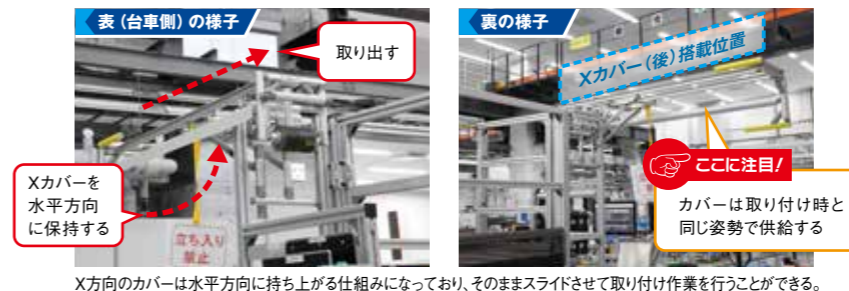 表(台車側)の様子
取り出す
Xカバーを
水平方向
に保持する
立ち入り
禁止
裏の様子
Xカバー(後)搭載位置
ここに注目!
カバーは取り付け時と
同じ姿勢で供給する
X方向のカバーは水平方向に持ち上がる仕組みになっており、そのままスライドさせて取り付け作業を行うことができる。